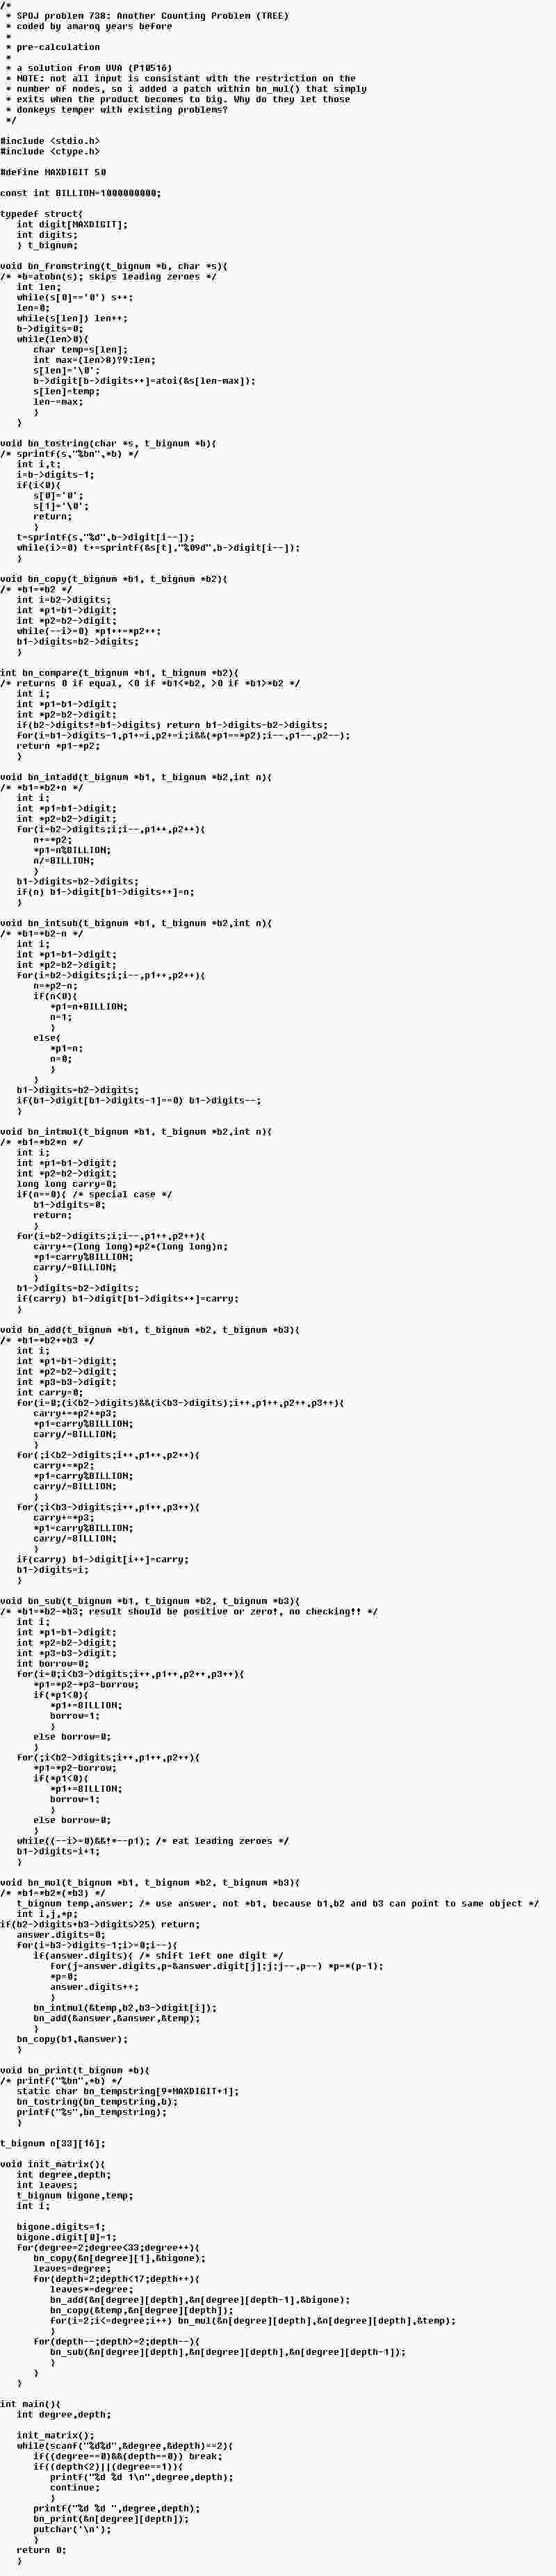 /*
 * SPOJ problem 738: Another Counting Problem (TREE)
 * coded by amaroq years before
 *
 * pre-calculation
 *
 * a solution from UVA (P10516)
 * NOTE: not all input is consistant with the restriction on the
 * number of nodes, so i added a patch within bn_mul() that simply
 * exits when the product becomes to big. Why do they let those
 * donkeys temper with existing problems?
 */

#include <stdio.h>
#include <ctype.h>

#define MAXDIGIT 50

const int BILLION=1000000000;

typedef struct{
   int digit[MAXDIGIT];
   int digits;
   } t_bignum;

void bn_fromstring(t_bignum *b, char *s){
/* *b=atobn(s); skips leading zeroes */
   int len;
   while(s[0]=='0') s++;
   len=0;
   while(s[len]) len++;
   b->digits=0;
   while(len>0){
      char temp=s[len];
      int max=(len>8)?9:len;
      s[len]='\0';
      b->digit[b->digits++]=atoi(&s[len-max]);
      s[len]=temp;
      len-=max;
      }
   }

void bn_tostring(char *s, t_bignum *b){
/* sprintf(s,"%bn",*b) */
   int i,t;
   i=b->digits-1;
   if(i<0){
      s[0]='0';
      s[1]='\0';
      return;
      }
   t=sprintf(s,"%d",b->digit[i--]);
   while(i>=0) t+=sprintf(&s[t],"%09d",b->digit[i--]);
   }

void bn_copy(t_bignum *b1, t_bignum *b2){
/* *b1=*b2 */
   int i=b2->digits;
   int *p1=b1->digit;
   int *p2=b2->digit;
   while(--i>=0) *p1++=*p2++;
   b1->digits=b2->digits;
   }

int bn_compare(t_bignum *b1, t_bignum *b2){
/* returns 0 if equal, <0 if *b1<*b2, >0 if *b1>*b2 */
   int i;
   int *p1=b1->digit;
   int *p2=b2->digit;
   if(b2->digits!=b1->digits) return b1->digits-b2->digits;
   for(i=b1->digits-1,p1+=i,p2+=i;i&&(*p1==*p2);i--,p1--,p2--);
   return *p1-*p2;
   }

void bn_intadd(t_bignum *b1, t_bignum *b2,int n){
/* *b1=*b2+n */
   int i;
   int *p1=b1->digit;
   int *p2=b2->digit;
   for(i=b2->digits;i;i--,p1++,p2++){
      n+=*p2;
      *p1=n%BILLION;
      n/=BILLION;
      }
   b1->digits=b2->digits;
   if(n) b1->digit[b1->digits++]=n;
   }

void bn_intsub(t_bignum *b1, t_bignum *b2,int n){
/* *b1=*b2-n */
   int i;
   int *p1=b1->digit;
   int *p2=b2->digit;
   for(i=b2->digits;i;i--,p1++,p2++){
      n=*p2-n;
      if(n<0){
         *p1=n+BILLION;
         n=1;
         }
      else{
         *p1=n;
         n=0;
         }
      }
   b1->digits=b2->digits;
   if(b1->digit[b1->digits-1]==0) b1->digits--;
   }

void bn_intmul(t_bignum *b1, t_bignum *b2,int n){
/* *b1=*b2*n */
   int i;
   int *p1=b1->digit;
   int *p2=b2->digit;
   long long carry=0;
   if(n==0){ /* special case */
      b1->digits=0;
      return;
      }
   for(i=b2->digits;i;i--,p1++,p2++){
      carry+=(long long)*p2*(long long)n;
      *p1=carry%BILLION;
      carry/=BILLION;
      }
   b1->digits=b2->digits;
   if(carry) b1->digit[b1->digits++]=carry;
   }

void bn_add(t_bignum *b1, t_bignum *b2, t_bignum *b3){
/* *b1=*b2+*b3 */
   int i;
   int *p1=b1->digit;
   int *p2=b2->digit;
   int *p3=b3->digit;
   int carry=0;
   for(i=0;(i<b2->digits)&&(i<b3->digits);i++,p1++,p2++,p3++){
      carry+=*p2+*p3;
      *p1=carry%BILLION;
      carry/=BILLION;
      }
   for(;i<b2->digits;i++,p1++,p2++){
      carry+=*p2;
      *p1=carry%BILLION;
      carry/=BILLION;
      }
   for(;i<b3->digits;i++,p1++,p3++){
      carry+=*p3;
      *p1=carry%BILLION;
      carry/=BILLION;
      }
   if(carry) b1->digit[i++]=carry;
   b1->digits=i;
   }

void bn_sub(t_bignum *b1, t_bignum *b2, t_bignum *b3){
/* *b1=*b2-*b3; result should be positive or zero!, no checking!! */
   int i;
   int *p1=b1->digit;
   int *p2=b2->digit;
   int *p3=b3->digit;
   int borrow=0;
   for(i=0;i<b3->digits;i++,p1++,p2++,p3++){
      *p1=*p2-*p3-borrow;
      if(*p1<0){
         *p1+=BILLION;
         borrow=1;
         }
      else borrow=0;
      }
   for(;i<b2->digits;i++,p1++,p2++){
      *p1=*p2-borrow;
      if(*p1<0){
         *p1+=BILLION;
         borrow=1;
         }
      else borrow=0;
      }
   while((--i>=0)&&!*--p1); /* eat leading zeroes */
   b1->digits=i+1;
   }

void bn_mul(t_bignum *b1, t_bignum *b2, t_bignum *b3){
/* *b1=*b2*(*b3) */
   t_bignum temp,answer; /* use answer, not *b1, because b1,b2 and b3 can point to same object */
   int i,j,*p;
if(b2->digits+b3->digits>25) return;
   answer.digits=0;
   for(i=b3->digits-1;i>=0;i--){
      if(answer.digits){ /* shift left one digit */
         for(j=answer.digits,p=&answer.digit[j];j;j--,p--) *p=*(p-1);
         *p=0;
         answer.digits++;
         }
      bn_intmul(&temp,b2,b3->digit[i]);
      bn_add(&answer,&answer,&temp);
      }
   bn_copy(b1,&answer);
   }

void bn_print(t_bignum *b){
/* printf("%bn",*b) */
   static char bn_tempstring[9*MAXDIGIT+1];
   bn_tostring(bn_tempstring,b);
   printf("%s",bn_tempstring);
   }

t_bignum n[33][16];

void init_matrix(){
   int degree,depth;
   int leaves;
   t_bignum bigone,temp;
   int i;

   bigone.digits=1;
   bigone.digit[0]=1;
   for(degree=2;degree<33;degree++){
      bn_copy(&n[degree][1],&bigone);
      leaves=degree;
      for(depth=2;depth<17;depth++){
         leaves*=degree;
         bn_add(&n[degree][depth],&n[degree][depth-1],&bigone);
         bn_copy(&temp,&n[degree][depth]);
         for(i=2;i<=degree;i++) bn_mul(&n[degree][depth],&n[degree][depth],&temp);
         }
      for(depth--;depth>=2;depth--){
         bn_sub(&n[degree][depth],&n[degree][depth],&n[degree][depth-1]);
         }
      }
   }

int main(){
   int degree,depth;

   init_matrix();
   while(scanf("%d%d",&degree,&depth)==2){
      if((degree==0)&&(depth==0)) break;
      if((depth<2)||(degree==1)){
         printf("%d %d 1\n",degree,depth);
         continue;
         }
      printf("%d %d ",degree,depth);
      bn_print(&n[degree][depth]);
      putchar('\n');
      }
   return 0;
   }